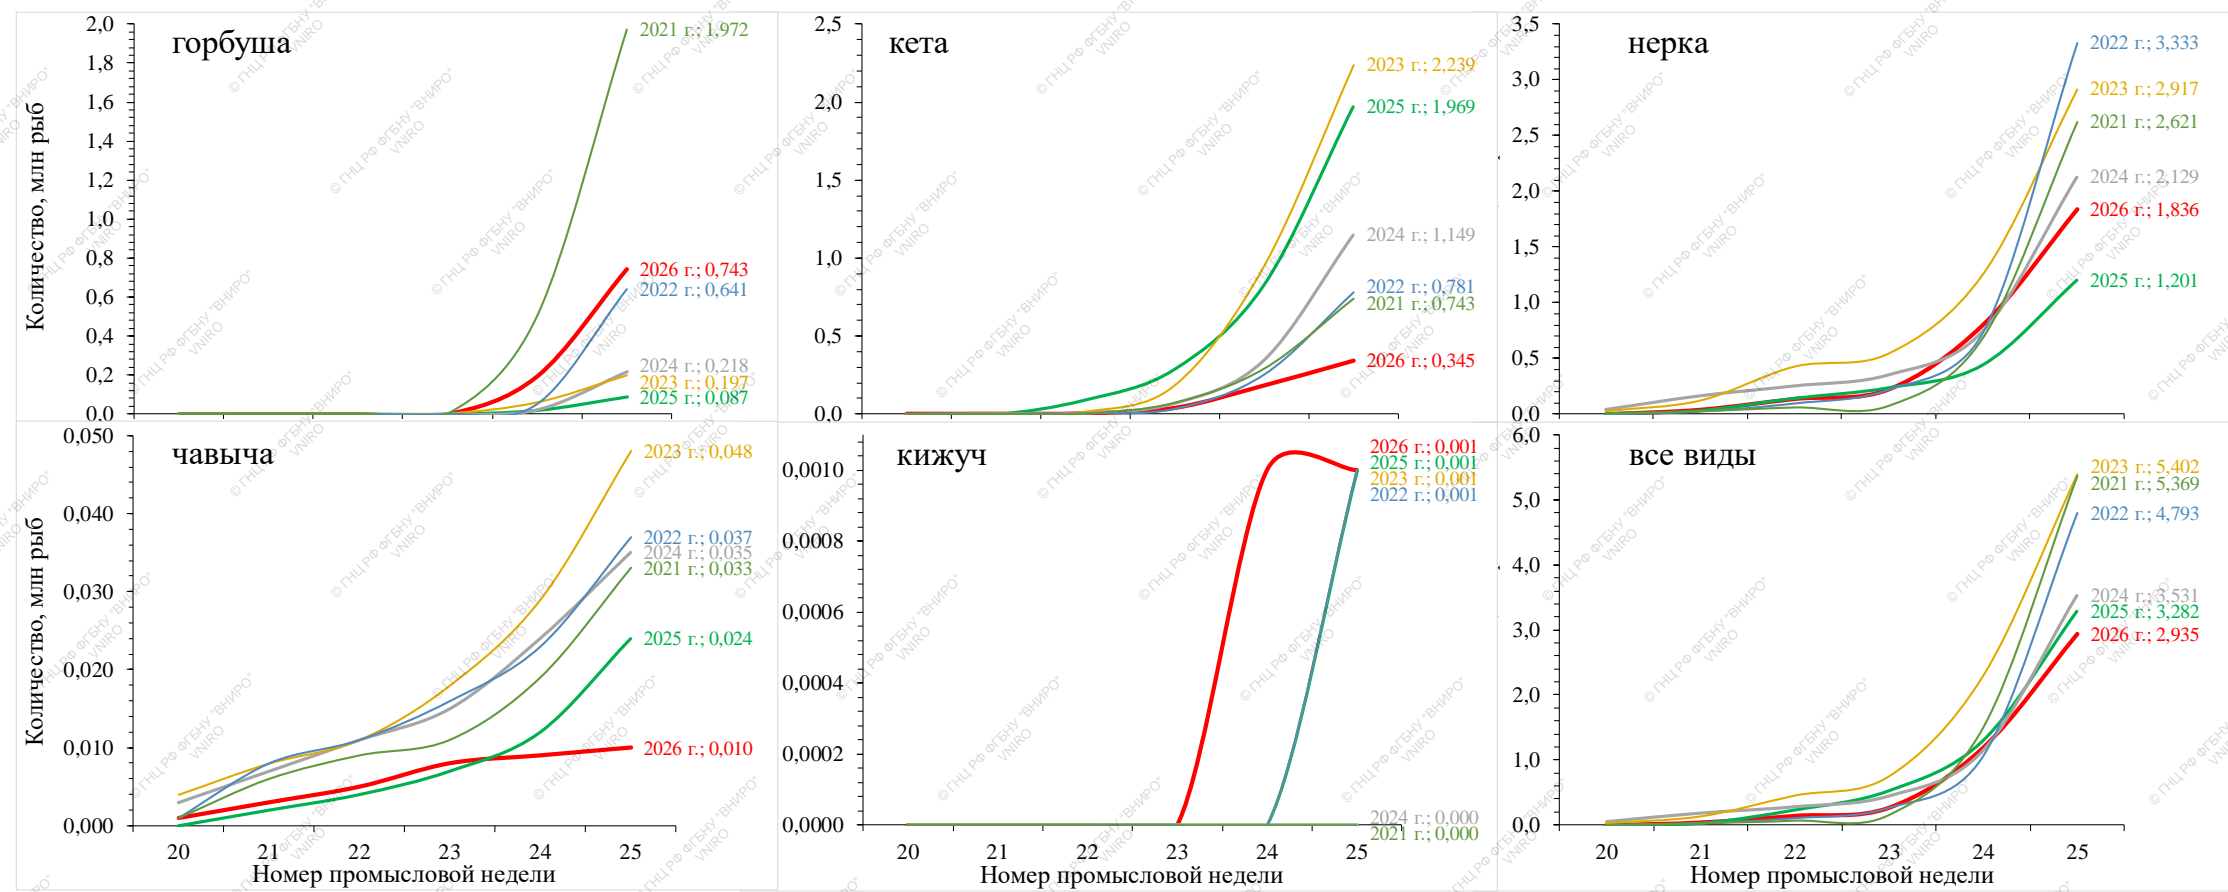 горбуша
Количество, млн рыб
2,0
1,8
1,6
1,4
1,2
1,0
0,8
0,6
0,4
0,2
0,0
2021 г.; 1,972
2026 г.; 0,743
2022 г.; 0,641
2024 г.; 0,218
2023 г.; 0,197
2025 г.; 0,087
кета
2,5
2,0
1,5
1,0
0,5
0,0
2023 г.; 2,239
2025 г.; 1,969
2024 г.; 1,149
2022 г.; 0,781
2021 г.; 0,743
2026 г.; 0,345
нерка
3,5
3,0
2,5
2,0
1,5
1,0
0,5
0,0
2022 г.; 3,333
2023 г.; 2,917
2021 г.; 2,621
2024 г.; 2,129
2026 г.; 1,836
2025 г.; 1,201
чавыча
Количество, млн рыб
0,050
0,040
0,030
0,020
0,010
0,000
2023 г.; 0,048
2022 г.; 0,037
2024 г.; 0,035
2021 г.; 0,033
2025 г.; 0,024
2026 г.; 0,010
20 21 22 23 24 25
Номер промысловой недели
кижуч
0,0010
0,0008
0,0006
0,0004
0,0002
0,0000
2026 г.; 0,001
2025 г.; 0,001
2023 г.; 0,001
2022 г.; 0,001
2024 г.; 0,000
2021 г.; 0,000
20 21 22 23 24 25
Номер промысловой недели
все виды
6,0
5,0
4,0
3,0
2,0
1,0
0,0
2023 г.; 5,402
2021 г.; 5,369
2022 г.; 4,793
2024 г.; 3,531
2025 г.; 3,282
2026 г.; 2,935
20 21 22 23 24 25
Номер промысловой недели
© ГНЦ РФ ФГБНУ "ВНИРО"
VNIRO